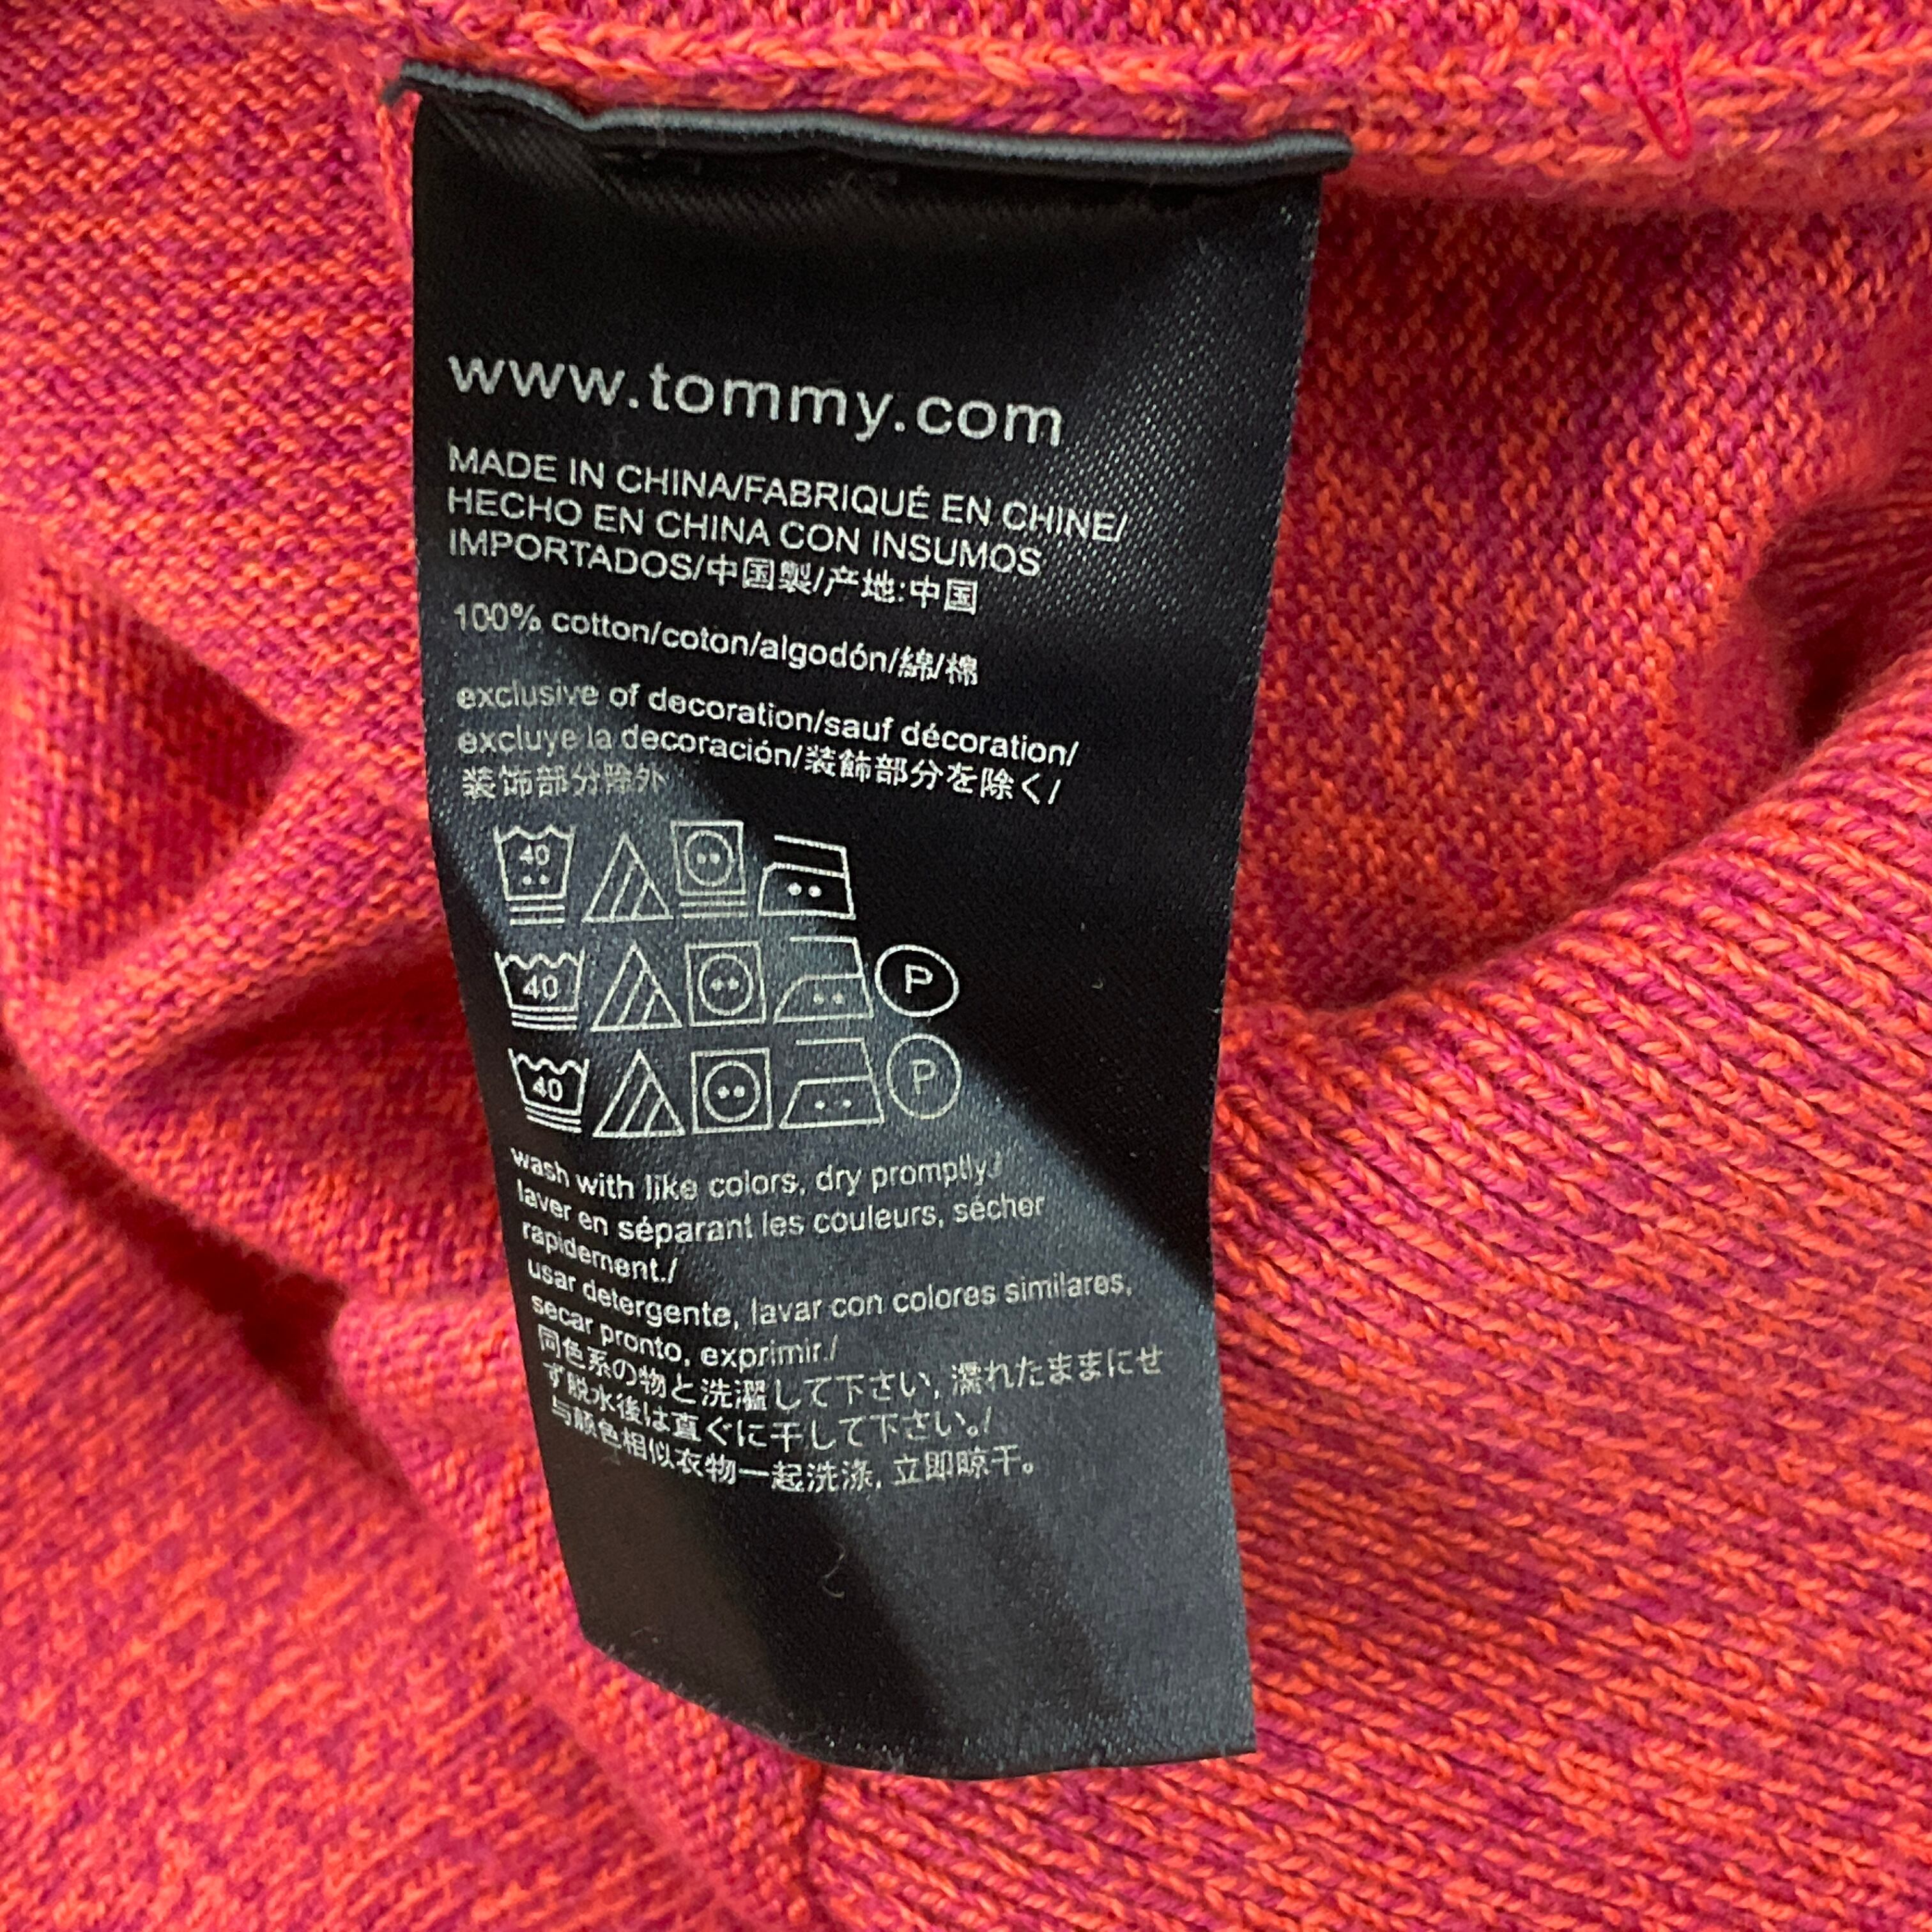 www.tommy.com
MADE IN CHINA/FABRIQUÉ EN CHINE/
HECHO EN CHINA CON INSUMOS
IMPORTADOS/中国製/产地:中国
100% cotton/coton/algodón/綿/棉
exclusive of decoration/sauf décoration/
excluye la decoración/装飾部分を除く/
装饰部分除外
40
40 P
40 P
wash with like colors, dry promptly./
laver en séparant les couleurs, sécher
rapidement./
usar detergente, lavar con colores similares,
secar pronto, exprimir./
同色系の物と洗濯して下さい, 濡れたままにせ
ず脱水後は直ぐに干して下さい。/
与颜色相似衣物一起洗涤, 立即晾干。